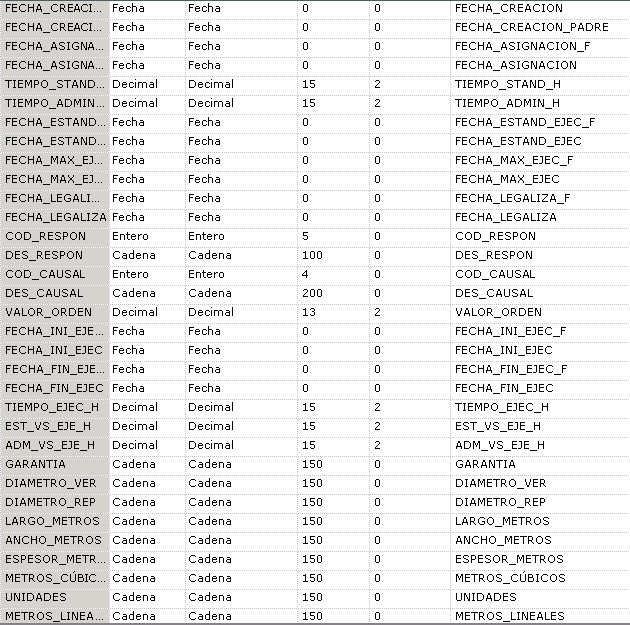 FECHA_CREACI... Fecha Fecha 0 0 FECHA_CREACION
FECHA_CREACI... Fecha Fecha 0 0 FECHA_CREACION_PADRE
FECHA_ASIGNA... Fecha Fecha 0 0 FECHA_ASIGNACION_F
FECHA_ASIGNA... Fecha Fecha 0 0 FECHA_ASIGNACION
TIEMPO_STAND... Decimal Decimal 15 2 TIEMPO_STAND_H
TIEMPO_ADMIN... Decimal Decimal 15 2 TIEMPO_ADMIN_H
FECHA_ESTAND... Fecha Fecha 0 0 FECHA_ESTAND_EJEC_F
FECHA_ESTAND... Fecha Fecha 0 0 FECHA_ESTAND_EJEC
FECHA_MAX_EJ... Fecha Fecha 0 0 FECHA_MAX_EJEC_F
FECHA_MAX_EJ... Fecha Fecha 0 0 FECHA_MAX_EJEC
FECHA_LEGALI... Fecha Fecha 0 0 FECHA_LEGALIZA_F
FECHA_LEGALIZA Fecha Fecha 0 0 FECHA_LEGALIZA
COD_RESPON Entero Entero 5 0 COD_RESPON
DES_RESPON Cadena Cadena 100 0 DES_RESPON
COD_CAUSAL Entero Entero 4 0 COD_CAUSAL
DES_CAUSAL Cadena Cadena 200 0 DES_CAUSAL
VALOR_ORDEN Decimal Decimal 13 2 VALOR_ORDEN
FECHA_INI_EJE... Fecha Fecha 0 0 FECHA_INI_EJEC_F
FECHA_INI_EJEC Fecha Fecha 0 0 FECHA_INI_EJEC
FECHA_FIN_EJE... Fecha Fecha 0 0 FECHA_FIN_EJEC_F
FECHA_FIN_EJEC Fecha Fecha 0 0 FECHA_FIN_EJEC
TIEMPO_EJEC_H Decimal Decimal 15 2 TIEMPO_EJEC_H
EST_VS_EJE_H Decimal Decimal 15 2 EST_VS_EJE_H
ADM_VS_EJE_H Decimal Decimal 15 2 ADM_VS_EJE_H
GARANTIA Cadena Cadena 150 0 GARANTIA
DIAMETRO_VER Cadena Cadena 150 0 DIAMETRO_VER
DIAMETRO_REP Cadena Cadena 150 0 DIAMETRO_REP
LARGO_METROS Cadena Cadena 150 0 LARGO_METROS
ANCHO_METROS Cadena Cadena 150 0 ANCHO_METROS
ESPESOR_METR... Cadena Cadena 150 0 ESPESOR_METROS
METROS_CÚBIC... Cadena Cadena 150 0 METROS_CÚBICOS
UNIDADES Cadena Cadena 150 0 UNIDADES
METROS_LINEA... Cadena Cadena 150 0 METROS_LINEALES